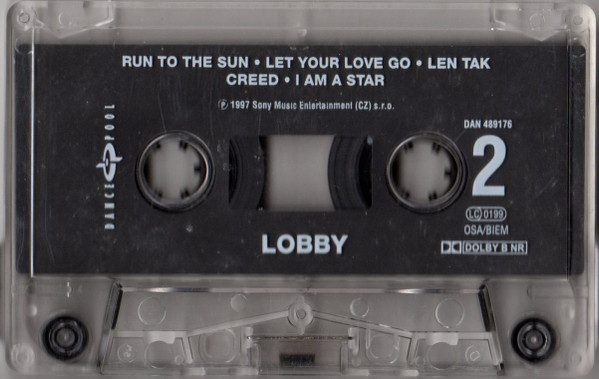 RUN TO THE SUN • LET YOUR LOVE GO • LEN TAK
CREED • I AM A STAR
℗ 1997 Sony Music Entertainment (CZ) s.r.o.
DANCE POOL
DAN 489176
2
LC 0199
OSA/BIEM
DOLBY B NR
LOBBY